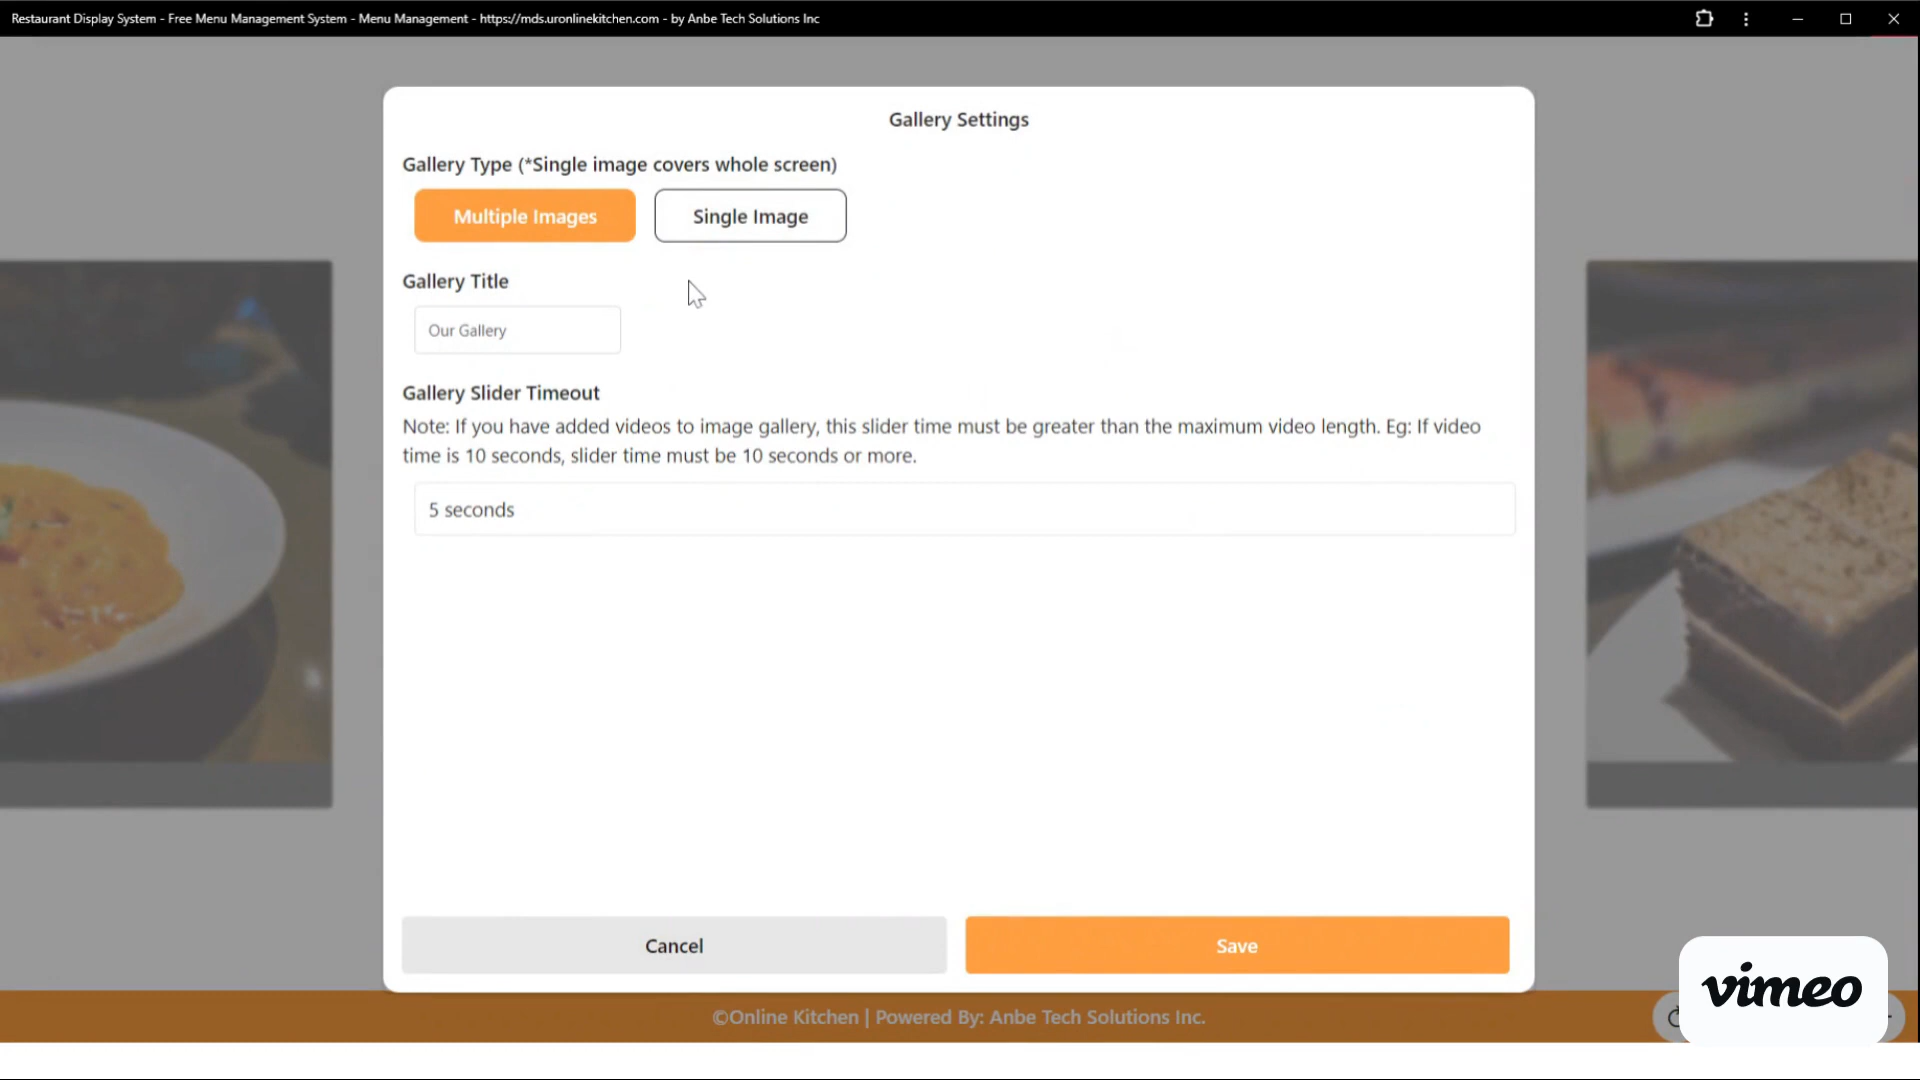 Restaurant Display System - Free Menu Management System - Menu Management - https://mds.uronlinekitchen.com - by Anbe Tech Solutions Inc
Gallery Settings
Gallery Type (*Single image covers whole screen)
Multiple Images
Single Image
Gallery Title
Our Gallery
Gallery Slider Timeout
Note: If you have added videos to image gallery, this slider time must be greater than the maximum video length. Eg: If video
time is 10 seconds, slider time must be 10 seconds or more.
5 seconds
Cancel
Save
vimeo
©Online Kitchen | Powered By: Anbe Tech Solutions Inc.